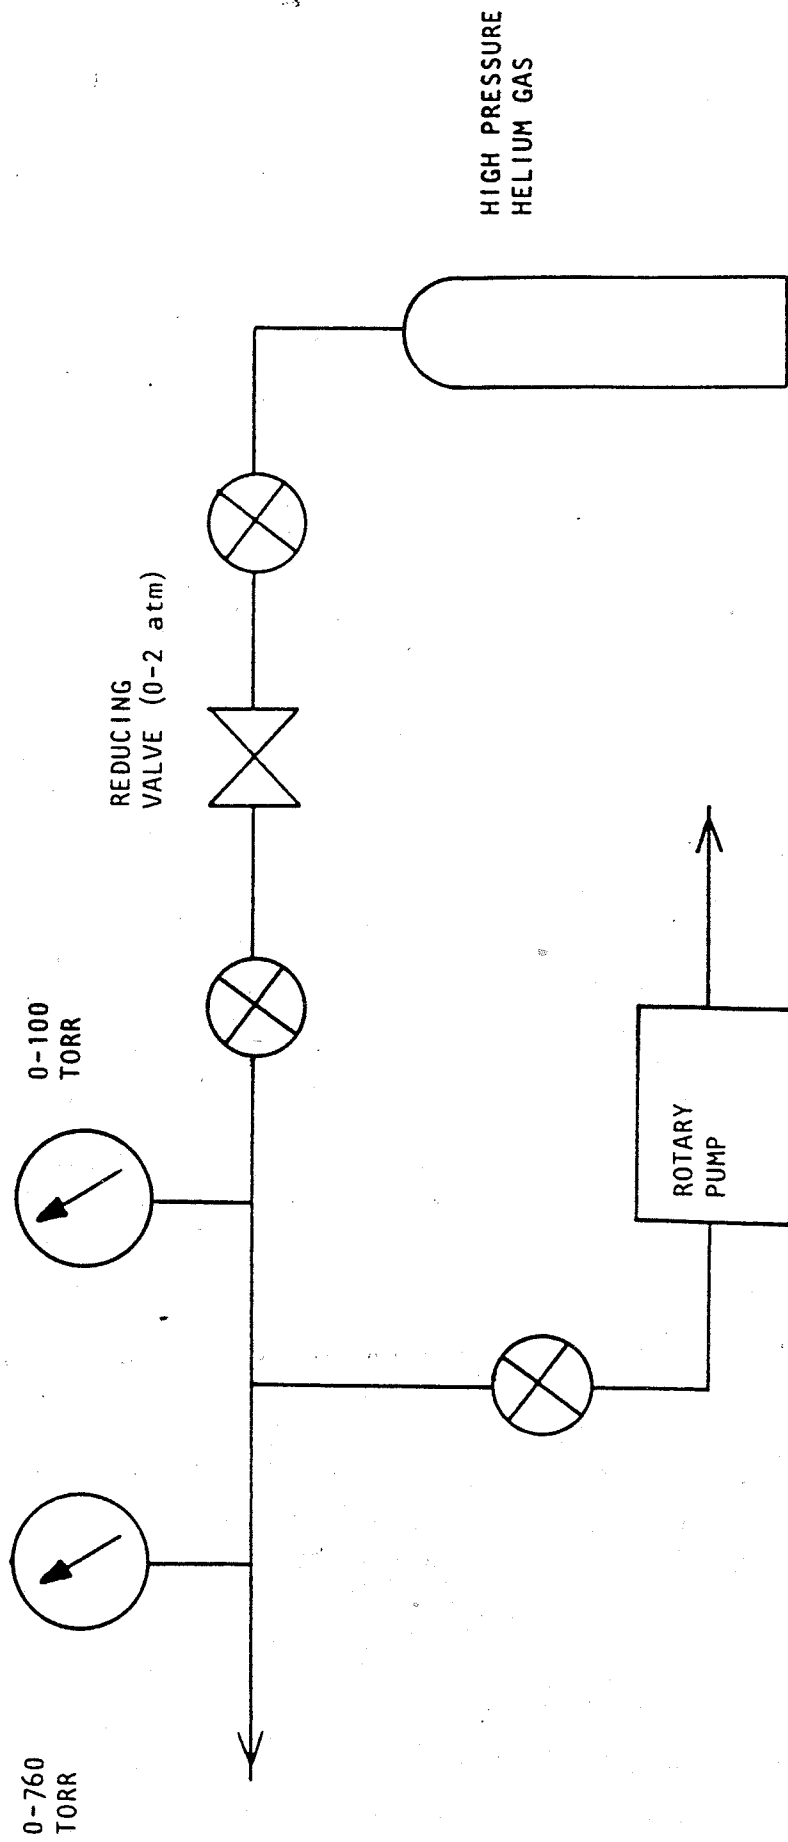 0-760
TORR
0-100
TORR
REDUCING
VALVE (0-2 atm)
HIGH PRESSURE
HELIUM GAS
ROTARY
PUMP